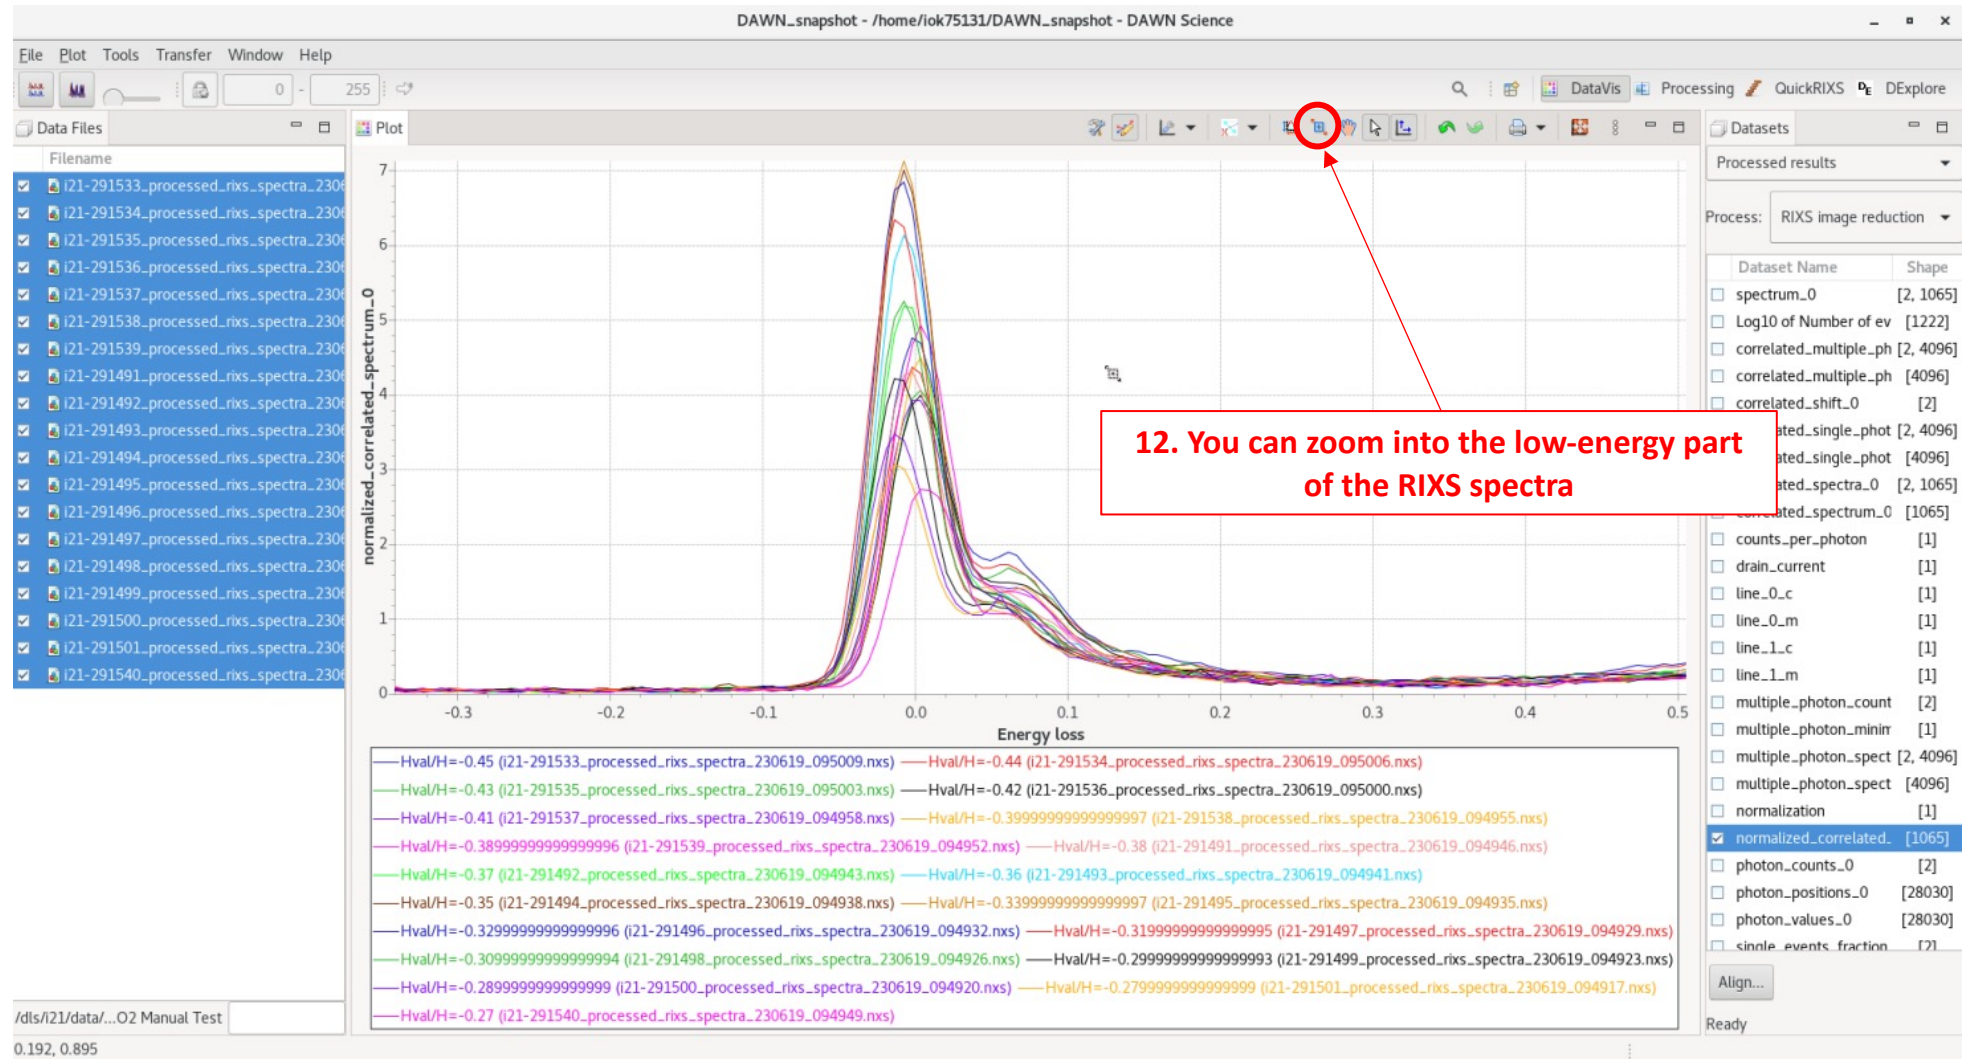 DAWN_snapshot - /home/iok75131/DAWN_snapshot - DAWN Science
File Plot Tools Transfer Window Help
0 - 255
DataVis Processing QuickRIXS DE DExplore
Data Files
Filename
i21-291533_processed_rixs_spectra_230
i21-291534_processed_rixs_spectra_230
i21-291535_processed_rixs_spectra_230
i21-291536_processed_rixs_spectra_230
i21-291537_processed_rixs_spectra_230
i21-291538_processed_rixs_spectra_230
i21-291539_processed_rixs_spectra_230
i21-291491_processed_rixs_spectra_230
i21-291492_processed_rixs_spectra_230
i21-291493_processed_rixs_spectra_230
i21-291494_processed_rixs_spectra_230
i21-291495_processed_rixs_spectra_230
i21-291496_processed_rixs_spectra_230
i21-291497_processed_rixs_spectra_230
i21-291498_processed_rixs_spectra_230
i21-291499_processed_rixs_spectra_230
i21-291500_processed_rixs_spectra_230
i21-291501_processed_rixs_spectra_230
i21-291540_processed_rixs_spectra_230
/dls/i21/data/...O2 Manual Test
0.192, 0.895
Plot
normalized_correlated_spectrum_0
7
6
5
4
3
2
1
0
-0.3 -0.2 -0.1 0.0 0.1 0.2 0.3 0.4 0.5
Energy loss
12. You can zoom into the low-energy part
of the RIXS spectra
Hval/H=-0.45 (i21-291533_processed_rixs_spectra_230619_095009.nxs) Hval/H=-0.44 (i21-291534_processed_rixs_spectra_230619_095006.nxs)
Hval/H=-0.43 (i21-291535_processed_rixs_spectra_230619_095003.nxs) Hval/H=-0.42 (i21-291536_processed_rixs_spectra_230619_095000.nxs)
Hval/H=-0.41 (i21-291537_processed_rixs_spectra_230619_094958.nxs) Hval/H=-0.39999999999999997 (i21-291538_processed_rixs_spectra_230619_094955.nxs)
Hval/H=-0.38999999999999996 (i21-291539_processed_rixs_spectra_230619_094952.nxs) Hval/H=-0.38 (i21-291491_processed_rixs_spectra_230619_094946.nxs)
Hval/H=-0.37 (i21-291492_processed_rixs_spectra_230619_094943.nxs) Hval/H=-0.36 (i21-291493_processed_rixs_spectra_230619_094941.nxs)
Hval/H=-0.35 (i21-291494_processed_rixs_spectra_230619_094938.nxs) Hval/H=-0.33999999999999997 (i21-291495_processed_rixs_spectra_230619_094935.nxs)
Hval/H=-0.32999999999999996 (i21-291496_processed_rixs_spectra_230619_094932.nxs) Hval/H=-0.31999999999999995 (i21-291497_processed_rixs_spectra_230619_094929.nxs)
Hval/H=-0.30999999999999994 (i21-291498_processed_rixs_spectra_230619_094926.nxs) Hval/H=-0.29999999999999993 (i21-291499_processed_rixs_spectra_230619_094923.nxs)
Hval/H=-0.2899999999999999 (i21-291500_processed_rixs_spectra_230619_094920.nxs) Hval/H=-0.2799999999999999 (i21-291501_processed_rixs_spectra_230619_094917.nxs)
Hval/H=-0.27 (i21-291540_processed_rixs_spectra_230619_094949.nxs)
Datasets
Processed results
Process: RIXS image reduction
Dataset Name Shape
spectrum_0 [2, 1065]
Log10 of Number of ev [1222]
correlated_multiple_ph [2, 4096]
correlated_multiple_ph [4096]
correlated_shift_0 [2]
ated_single_phot [2, 4096]
ated_single_phot [4096]
ated_spectra_0 [2, 1065]
correlated_spectrum_0 [1065]
counts_per_photon [1]
drain_current [1]
line_0_c [1]
line_0_m [1]
line_1_c [1]
line_1_m [1]
multiple_photon_count [2]
multiple_photon_minim [1]
multiple_photon_spect [2, 4096]
multiple_photon_spect [4096]
normalization [1]
normalized_correlated_ [1065]
photon_counts_0 [2]
photon_positions_0 [28030]
photon_values_0 [28030]
single_events_fraction [2]
Align...
Ready